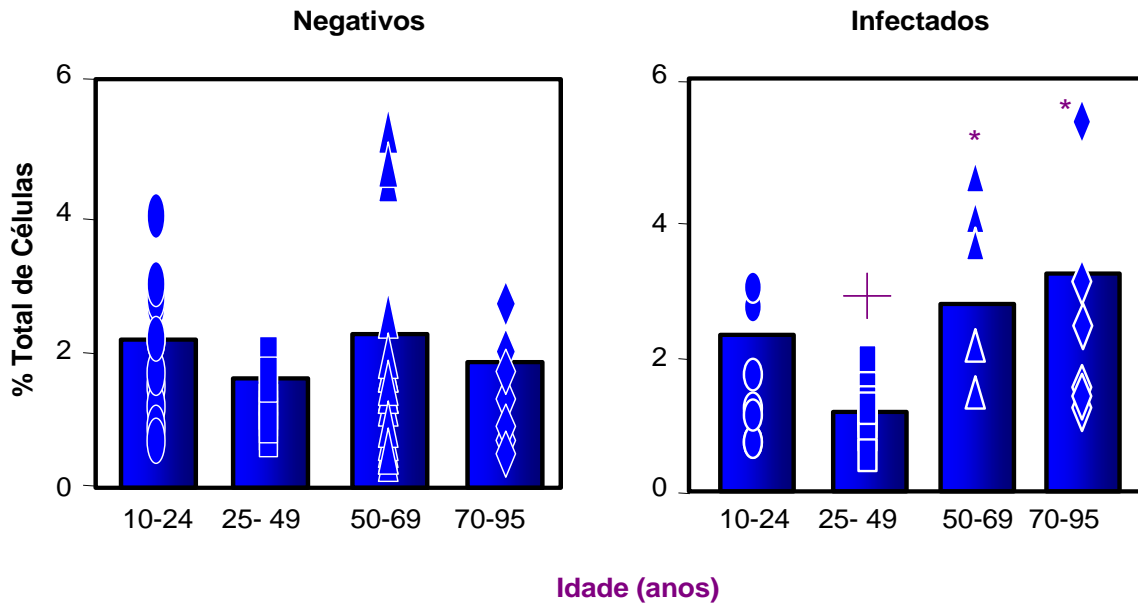 Negativos
Infectados
% Total de Células
6
4
2
0
10-24 25- 49 50-69 70-95
6
4
2
0
*
*
10-24 25- 49 50-69 70-95
Idade (anos)